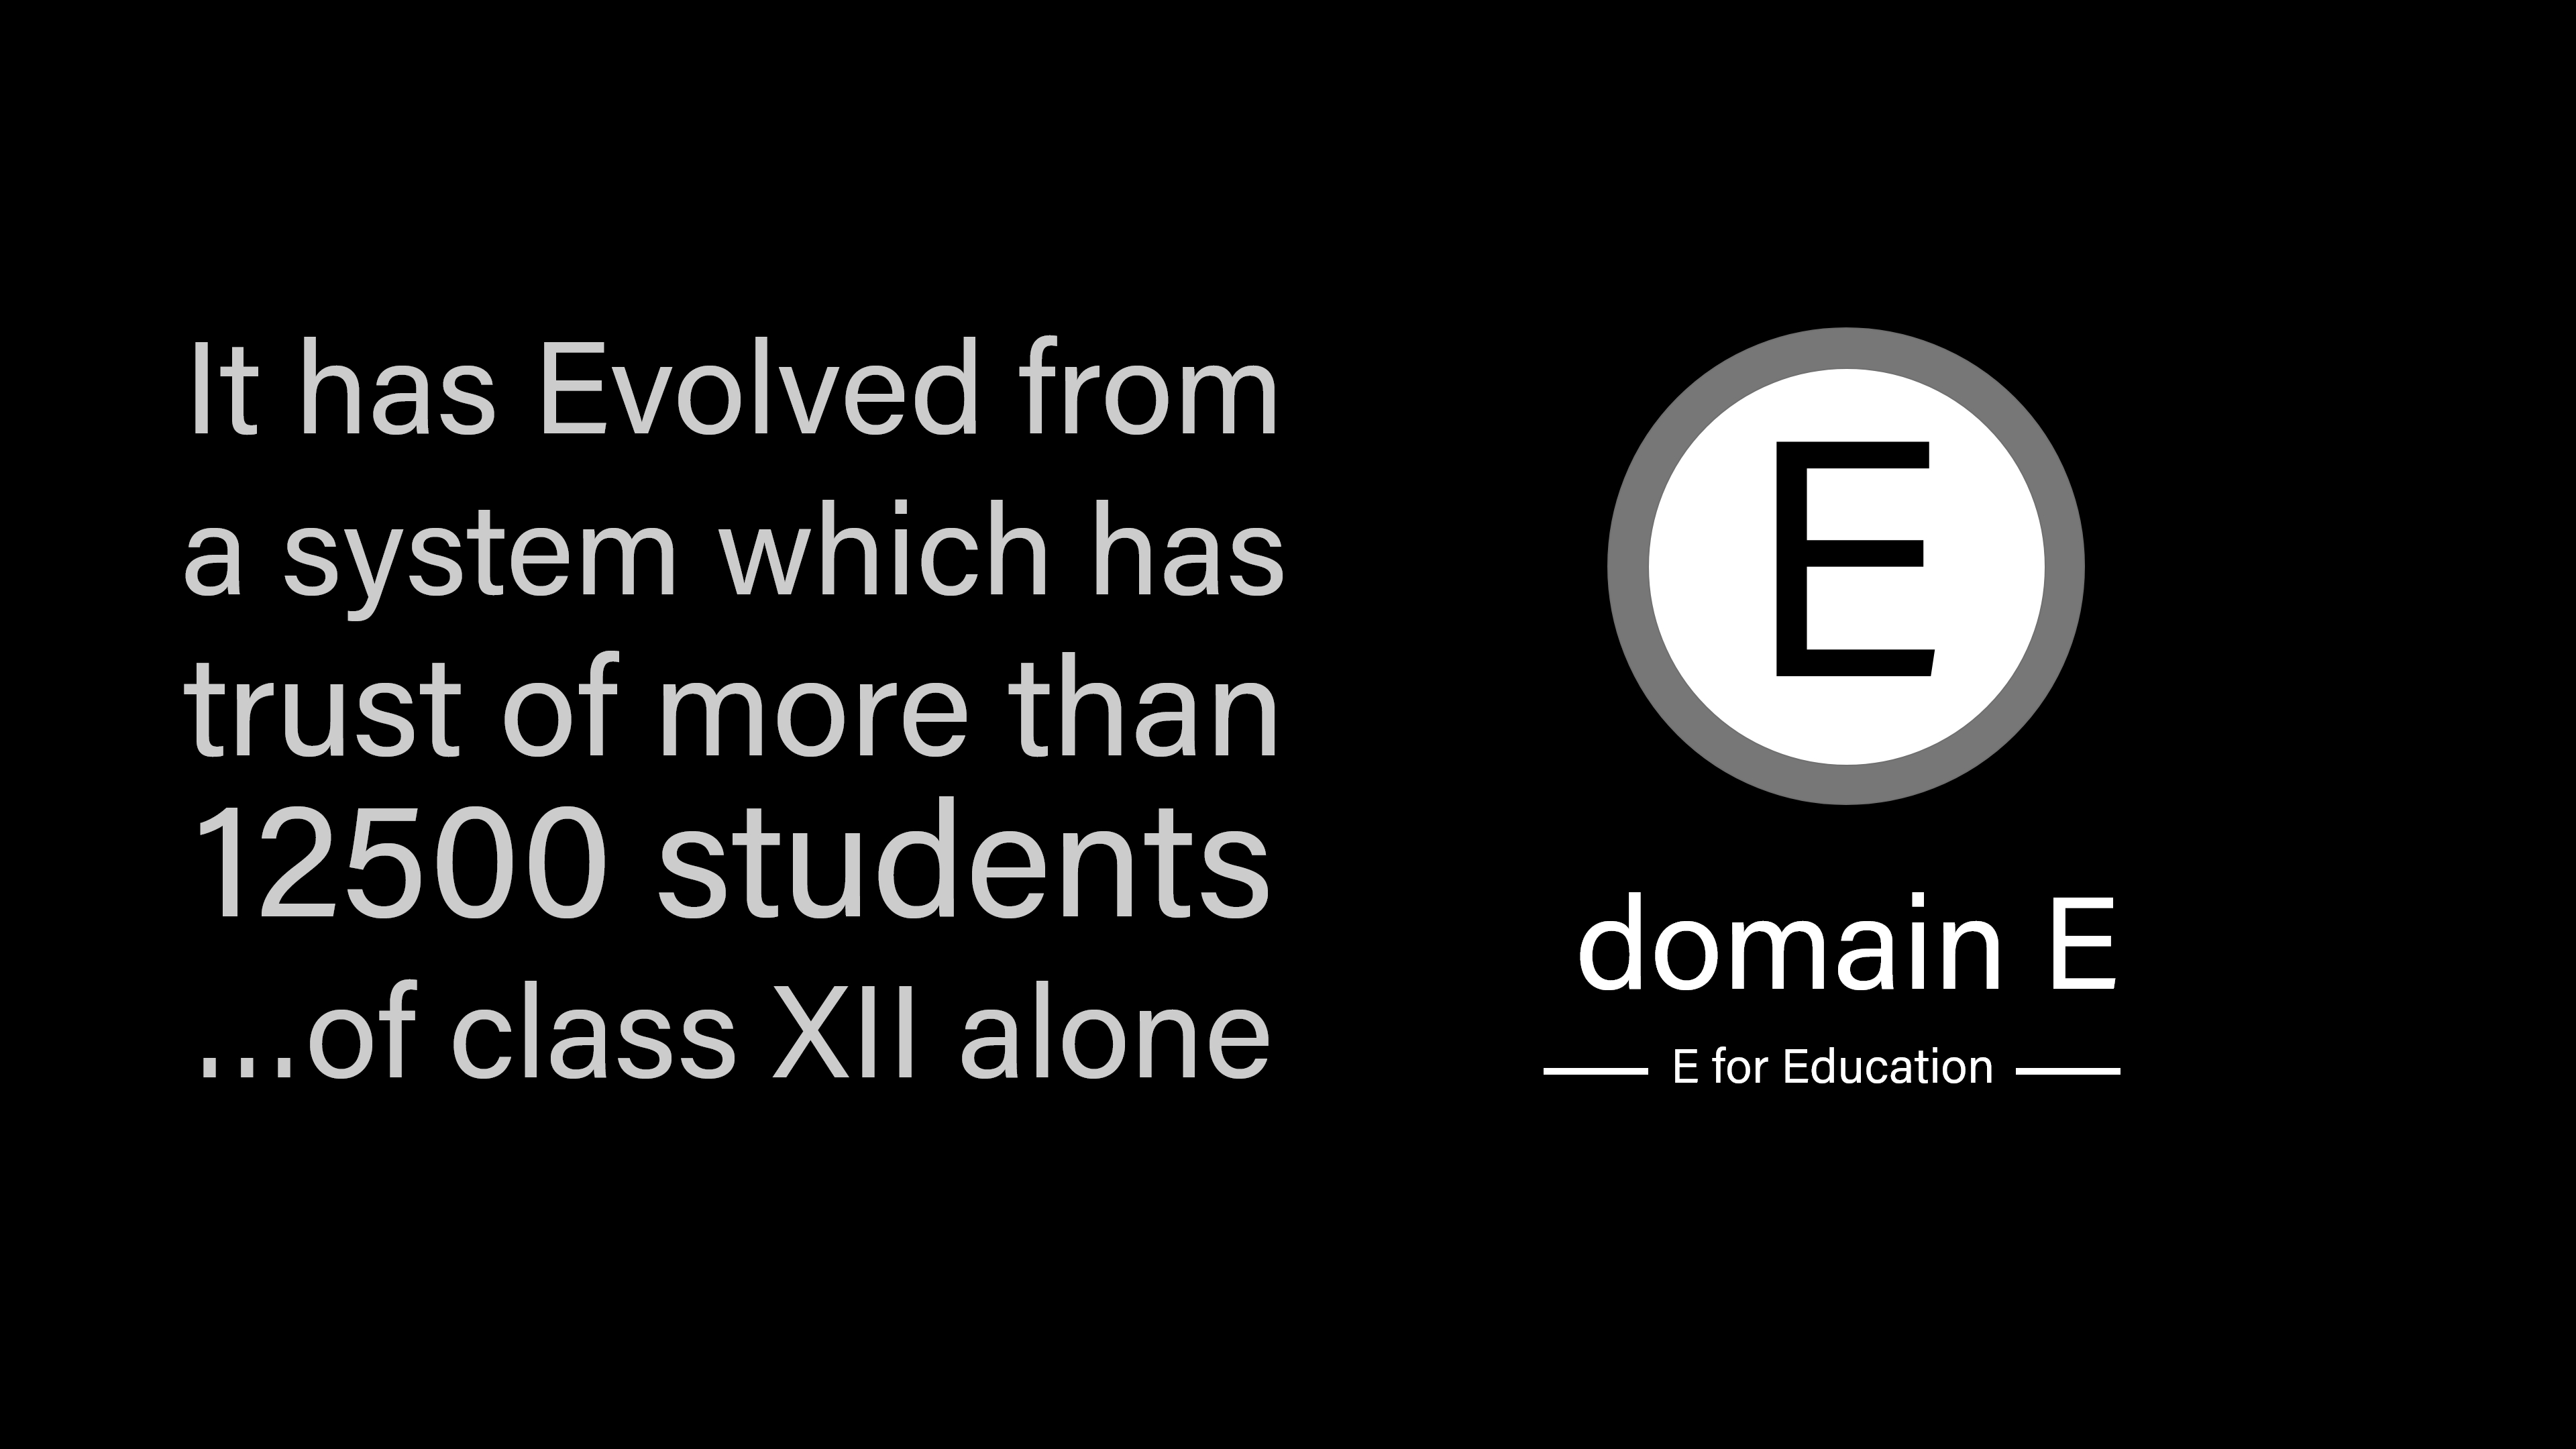 It has Evolved from
a system which has
trust of more than
12500 students
...of class XII alone
E
domain E
E for Education